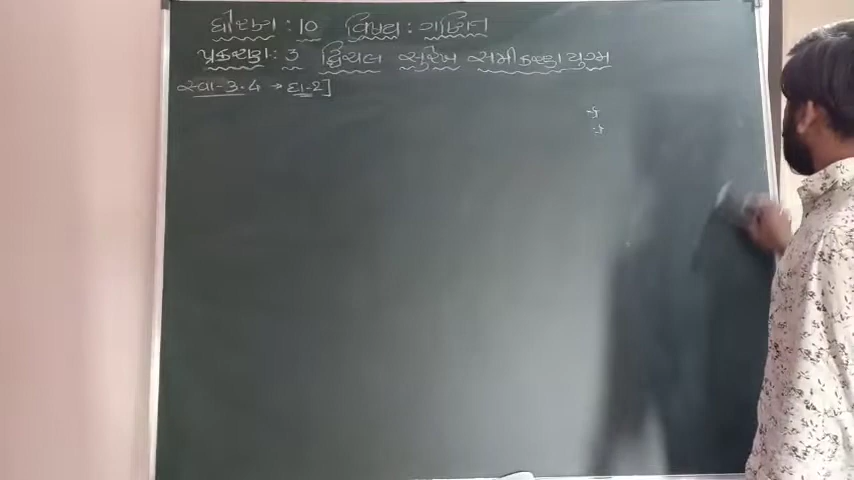 ધોરણ : 10 વિષય : ગણિત
પ્રકરણ : 3 દ્વિચલ સુરેખ સમીકરણ યુગ્મ
સ્વા-3.4 → દા-2]